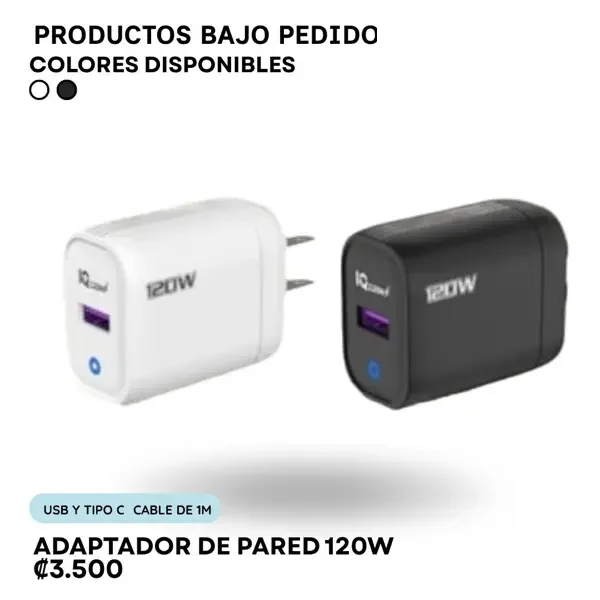 PRODUCTOS BAJO PEDIDO
COLORES DISPONIBLES
120W
120W
USB Y TIPO C CABLE DE 1M
ADAPTADOR DE PARED 120W
₡3.500